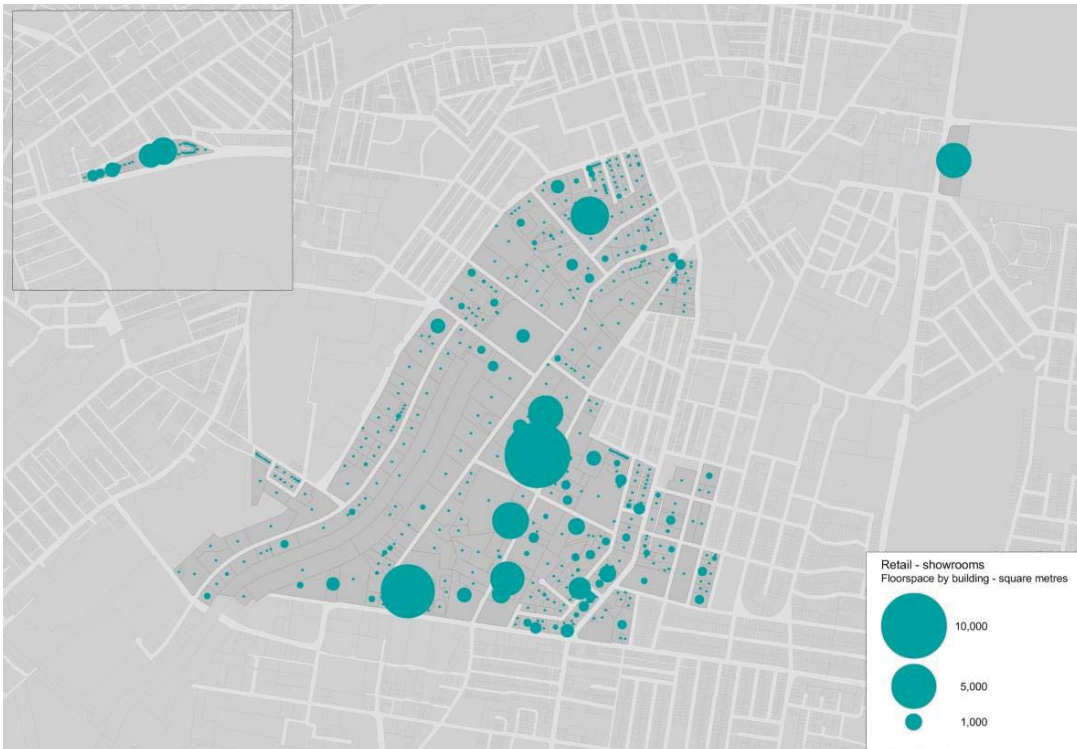 Retail - showrooms
Floorspace by building - square metres
10,000
5,000
1,000